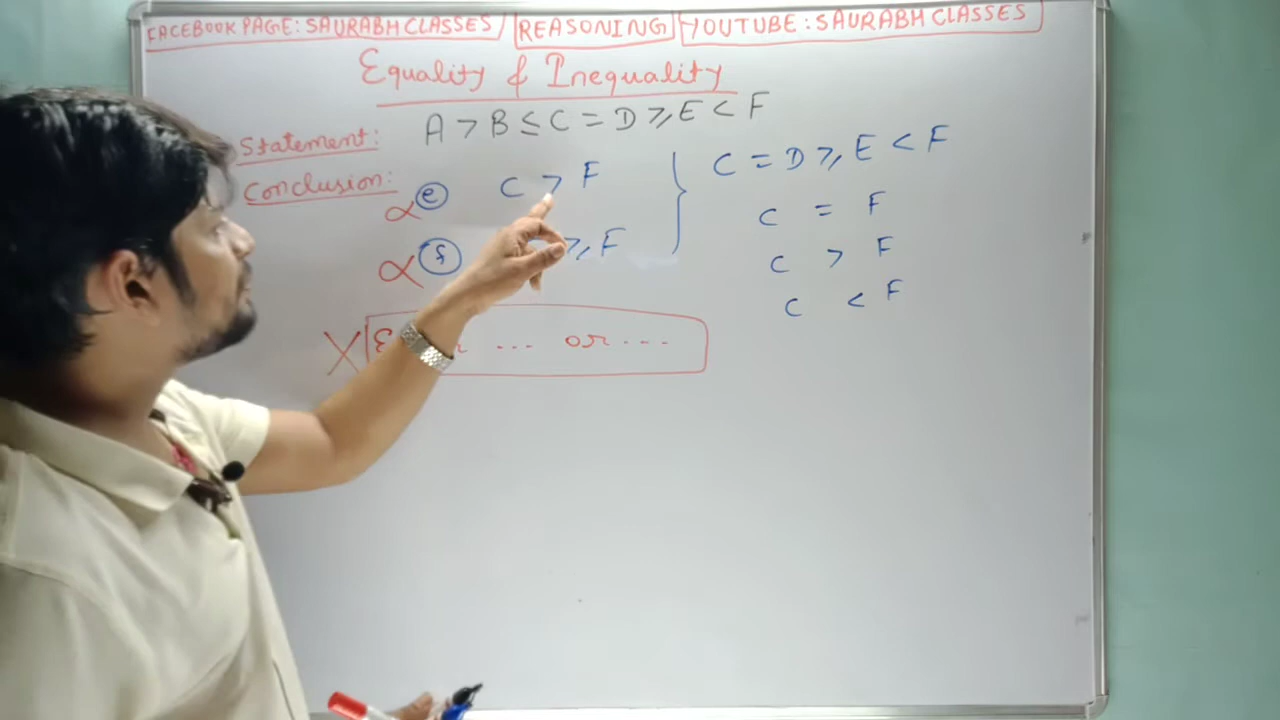 FACEBOOK PAGE: SAURABH CLASSES REASONING YOUTUBE: SAURABH CLASSES
Equality & Inequality
Statement: A > B ≤ C = D ≥ E < F
Conclusion:
α (e) C > F
α (f) ≥ F
X ... or ...
C = D ≥ E < F
C = F
C > F
C < F